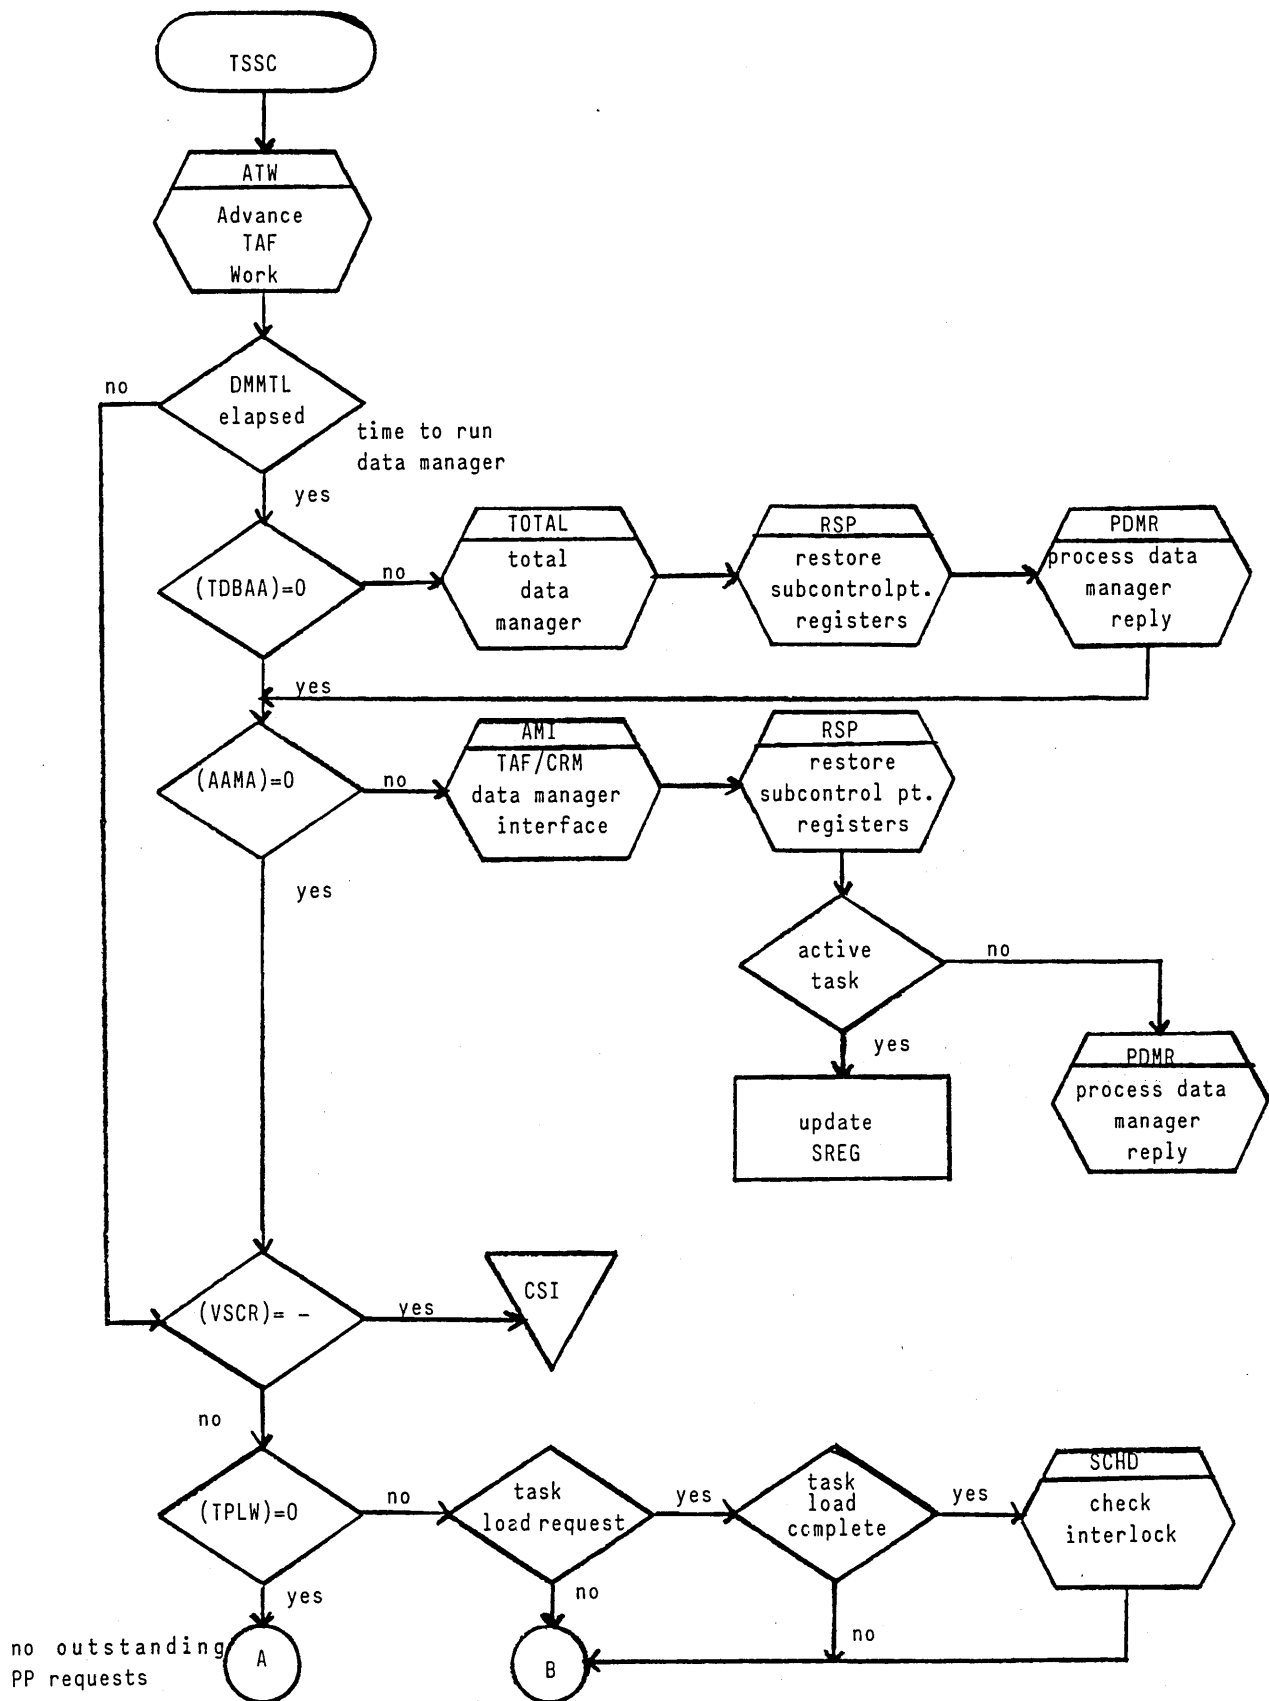 TSSC
ATW
Advance
TAF
Work
no
DMMTL
elapsed
time to run
data manager
yes
(TDBAA)=0
no
TOTAL
total
data
manager
RSP
restore
subcontrolpt.
registers
PDMR
process data
manager
reply
yes
(AAMA)=0
no
AMI
TAF/CRM
data manager
interface
RSP
restore
subcontrol pt.
registers
yes
active
task
no
yes
update
SREG
PDMR
process data
manager
reply
(VSCR)= -
yes
CSI
no
(TPLW)=0
no
task
load request
yes
task
load
ccmplete
yes
SCHD
check
interlock
yes
no
no
no outstanding
PP requests
A
B